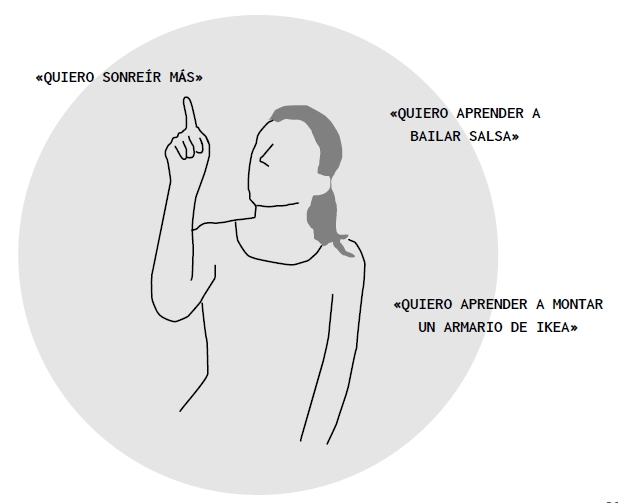 «QUIERO SONREÍR MÁS»
«QUIERO APRENDER A
BAILAR SALSA»
«QUIERO APRENDER A MONTAR
UN ARMARIO DE IKEA»